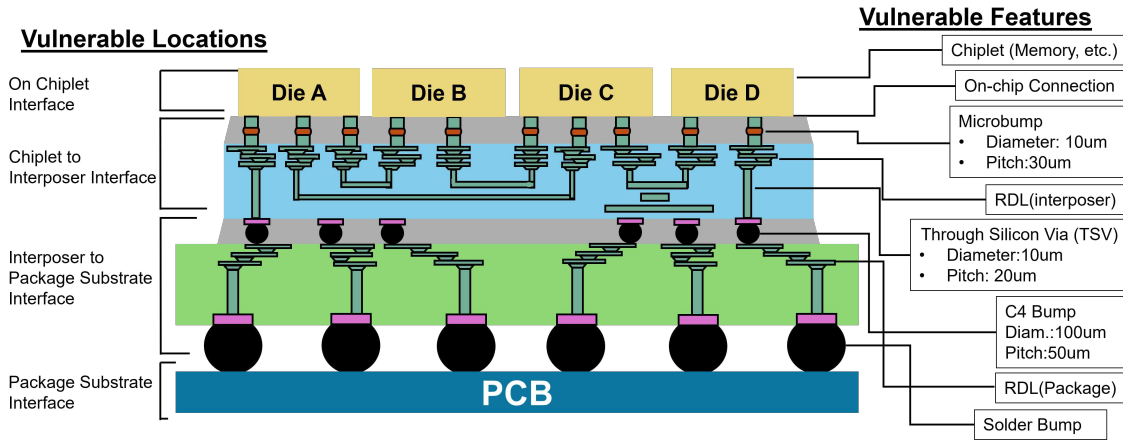 Vulnerable Locations
Vulnerable Features
On Chiplet
Interface
Chiplet to
Interposer Interface
Interposer to
Package Substrate
Interface
Package Substrate
Interface
Die A
Die B
Die C
Die D
PCB
Chiplet (Memory, etc.)
On-chip Connection
Microbump
• Diameter: 10um
• Pitch:30um
RDL(interposer)
Through Silicon Via (TSV)
• Diameter:10um
• Pitch: 20um
C4 Bump
Diam.:100um
Pitch:50um
RDL(Package)
Solder Bump